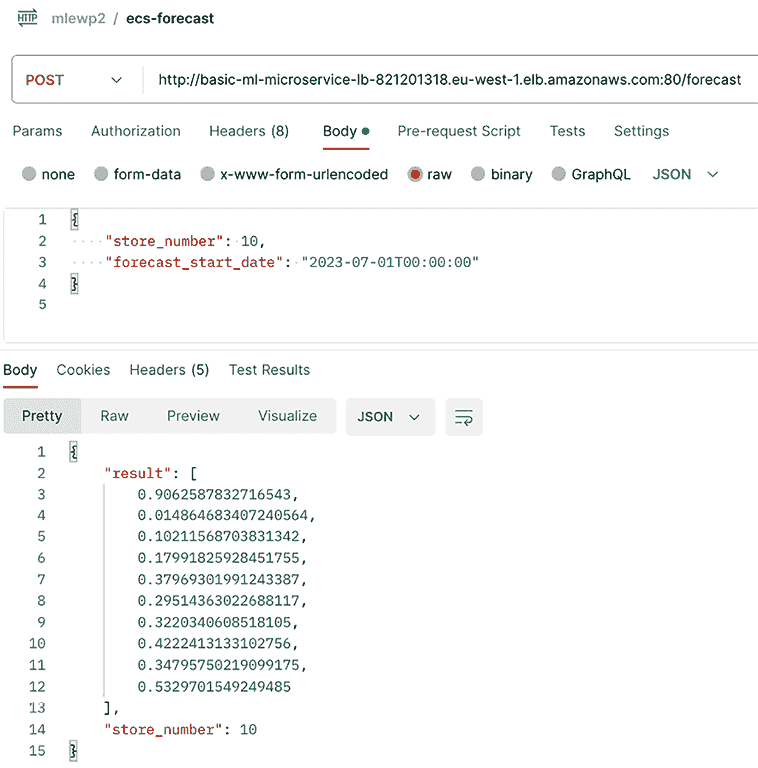 HTTP mlewp2 / ecs-forecast
POST http://basic-ml-microservice-lb-821201318.eu-west-1.elb.amazonaws.com:80/forecast
Params Authorization Headers (8) Body Pre-request Script Tests Settings
none form-data x-www-form-urlencoded raw binary GraphQL JSON
1 {
2 "store_number": 10,
3 "forecast_start_date": "2023-07-01T00:00:00"
4 }
5
Body Cookies Headers (5) Test Results
Pretty Raw Preview Visualize JSON
1 {
2 "result": [
3 0.9062587832716543,
4 0.014864683407240564,
5 0.10211568703831342,
6 0.17991825928451755,
7 0.37969301991243387,
8 0.29514363022688117,
9 0.3220340608518105,
10 0.4222413133102756,
11 0.34795750219099175,
12 0.5329701549249485
13 ],
14 "store_number": 10
15 }